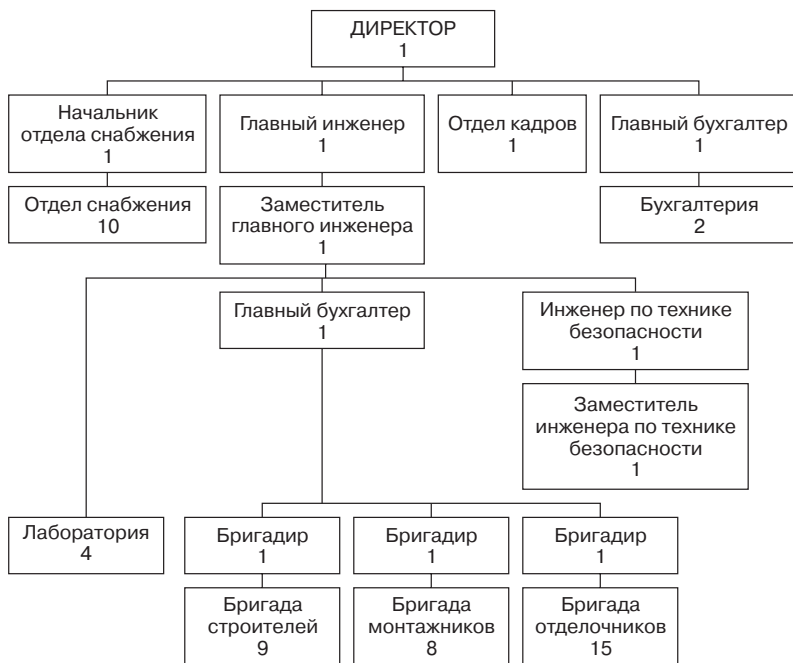 ДИРЕКТОР
1
Начальник
отдела снабжения
1
Главный инженер
1
Отдел кадров
1
Главный бухгалтер
1
Отдел снабжения
10
Заместитель
главного инженера
1
Бухгалтерия
2
Главный бухгалтер
1
Инженер по технике
безопасности
1
Заместитель
инженера по технике
безопасности
1
Лаборатория
4
Бригадир
1
Бригадир
1
Бригадир
1
Бригада
строителей
9
Бригада
монтажников
8
Бригада
отделочников
15